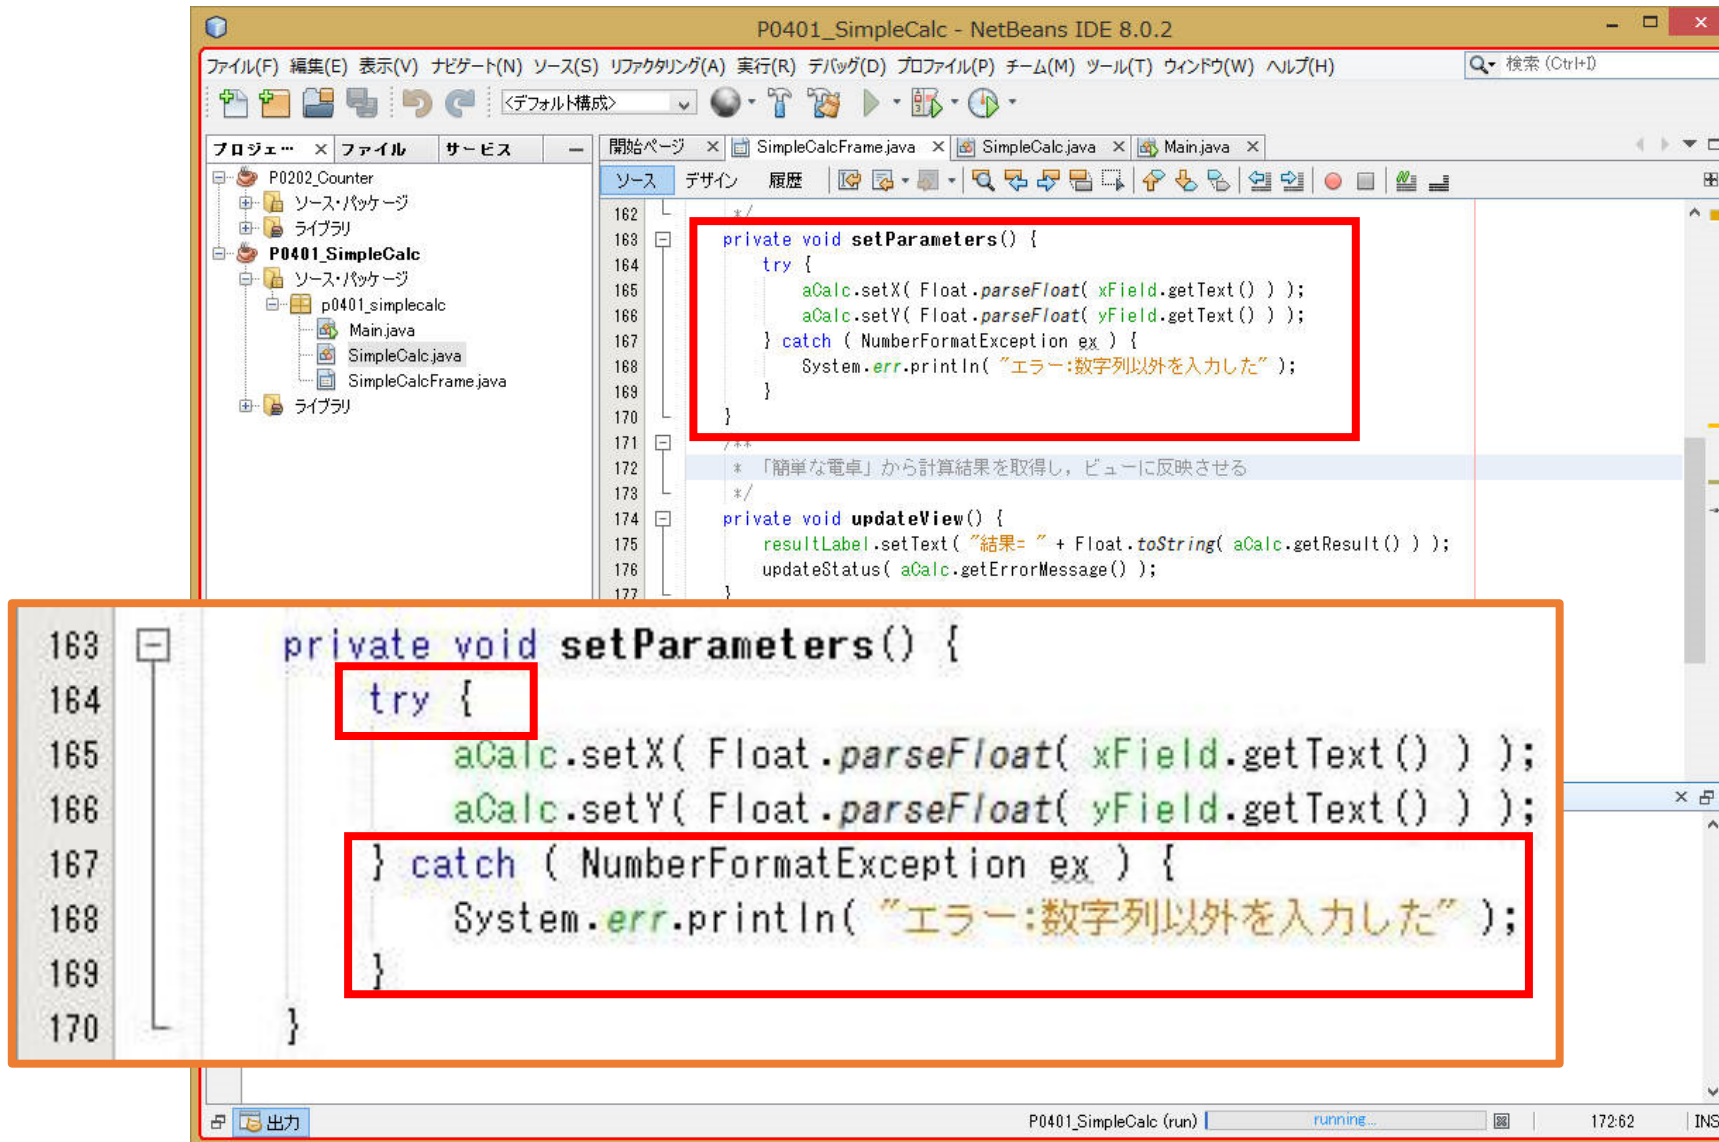 P0401_SimpleCalc - NetBeans IDE 8.0.2
ファイル(F) 編集(E) 表示(V) ナビゲート(N) ソース(S) リファクタリング(A) 実行(R) デバッグ(D) プロファイル(P) チーム(M) ツール(T) ウィンドウ(W) ヘルプ(H) 検索 (Ctrl+I)
<デフォルト構成>
プロジェ… ファイル サービス
P0202_Counter
ソース・パッケージ
ライブラリ
P0401_SimpleCalc
ソース・パッケージ
p0401_simplecalc
Main.java
SimpleCalc.java
SimpleCalcFrame.java
ライブラリ
開始ページ SimpleCalcFrame.java SimpleCalc.java Main.java
ソース デザイン 履歴
162 */
163 private void setParameters() {
164 try {
165 aCalc.setX( Float.parseFloat( xField.getText() ) );
166 aCalc.setY( Float.parseFloat( yField.getText() ) );
167 } catch ( NumberFormatException ex ) {
168 System.err.println( "エラー:数字列以外を入力した" );
169 }
170 }
171 /**
172 * 「簡単な電卓」から計算結果を取得し，ビューに反映させる
173 */
174 private void updateView() {
175 resultLabel.setText( "結果= " + Float.toString( aCalc.getResult() ) );
176 updateStatus( aCalc.getErrorMessage() );
177 }
163 private void setParameters() {
164 try {
165 aCalc.setX( Float.parseFloat( xField.getText() ) );
166 aCalc.setY( Float.parseFloat( yField.getText() ) );
167 } catch ( NumberFormatException ex ) {
168 System.err.println( "エラー:数字列以外を入力した" );
169 }
170 }
出力 P0401_SimpleCalc (run) running... 172:62 INS